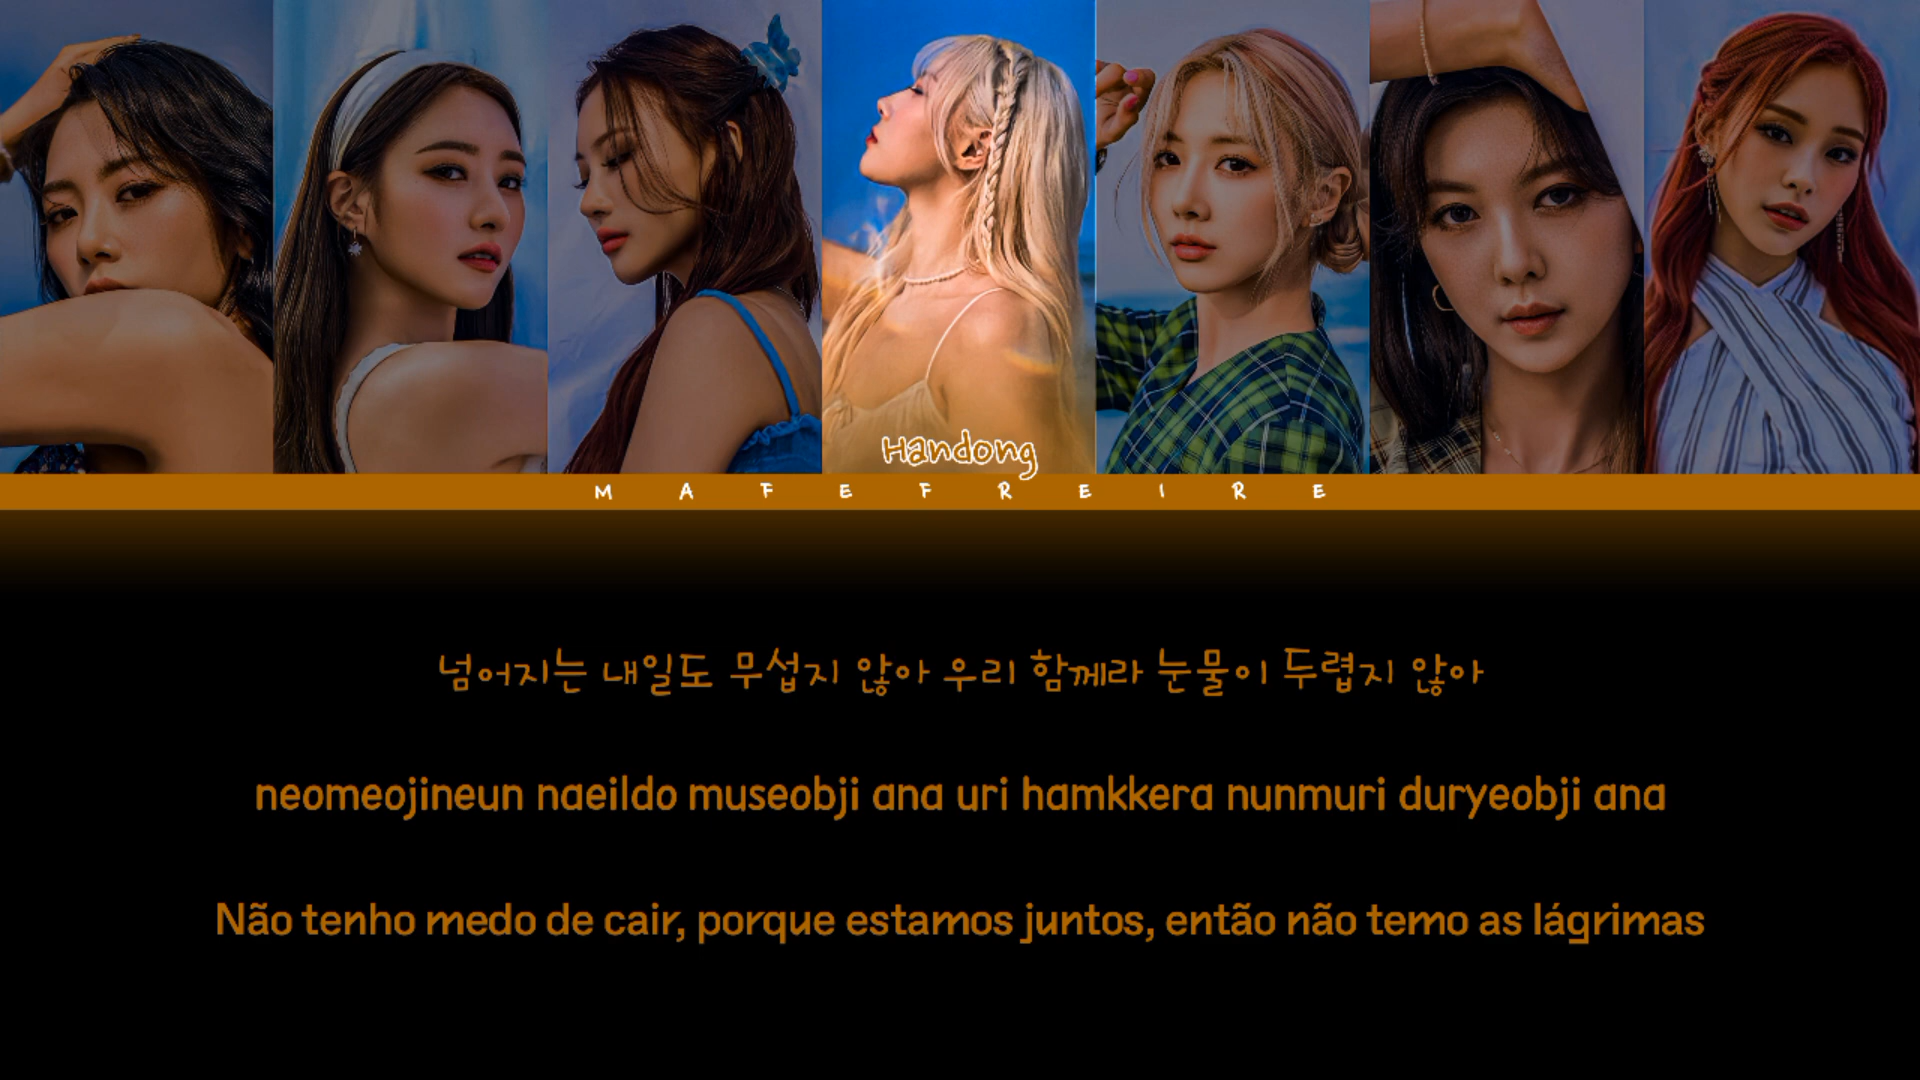 Handong
M A F E F R E I R E
넘어지는 내일도 무섭지 않아 우리 함께라 눈물이 두렵지 않아
neomeojineun naeildo museobji ana uri hamkkera nunmuri duryeobji ana
Não tenho medo de cair, porque estamos juntos, então não temo as lágrimas